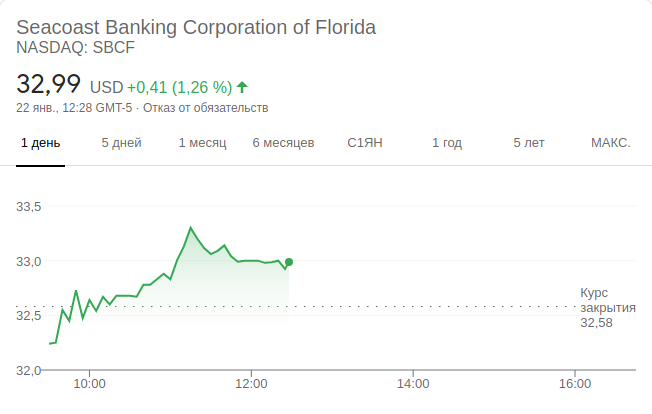 Seacoast Banking Corporation of Florida
NASDAQ: SBCF
32,99 USD +0,41 (1,26 %)
22 янв., 12:28 GMT-5 · Отказ от обязательств
1 день 5 дней 1 месяц 6 месяцев С1ЯН 1 год 5 лет МАКС.
33,5
33,0
Курс
закрытия
32,58
32,5
32,0
10:00 12:00 14:00 16:00